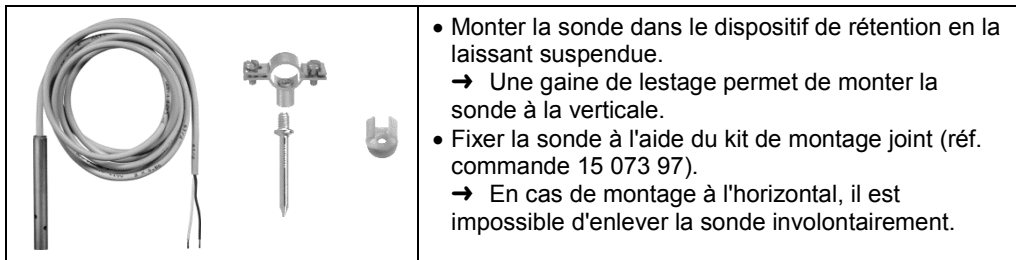 • Monter la sonde dans le dispositif de rétention en la
laissant suspendue.
➜ Une gaine de lestage permet de monter la
sonde à la verticale.
• Fixer la sonde à l'aide du kit de montage joint (réf.
commande 15 073 97).
➜ En cas de montage à l'horizontal, il est
impossible d'enlever la sonde involontairement.